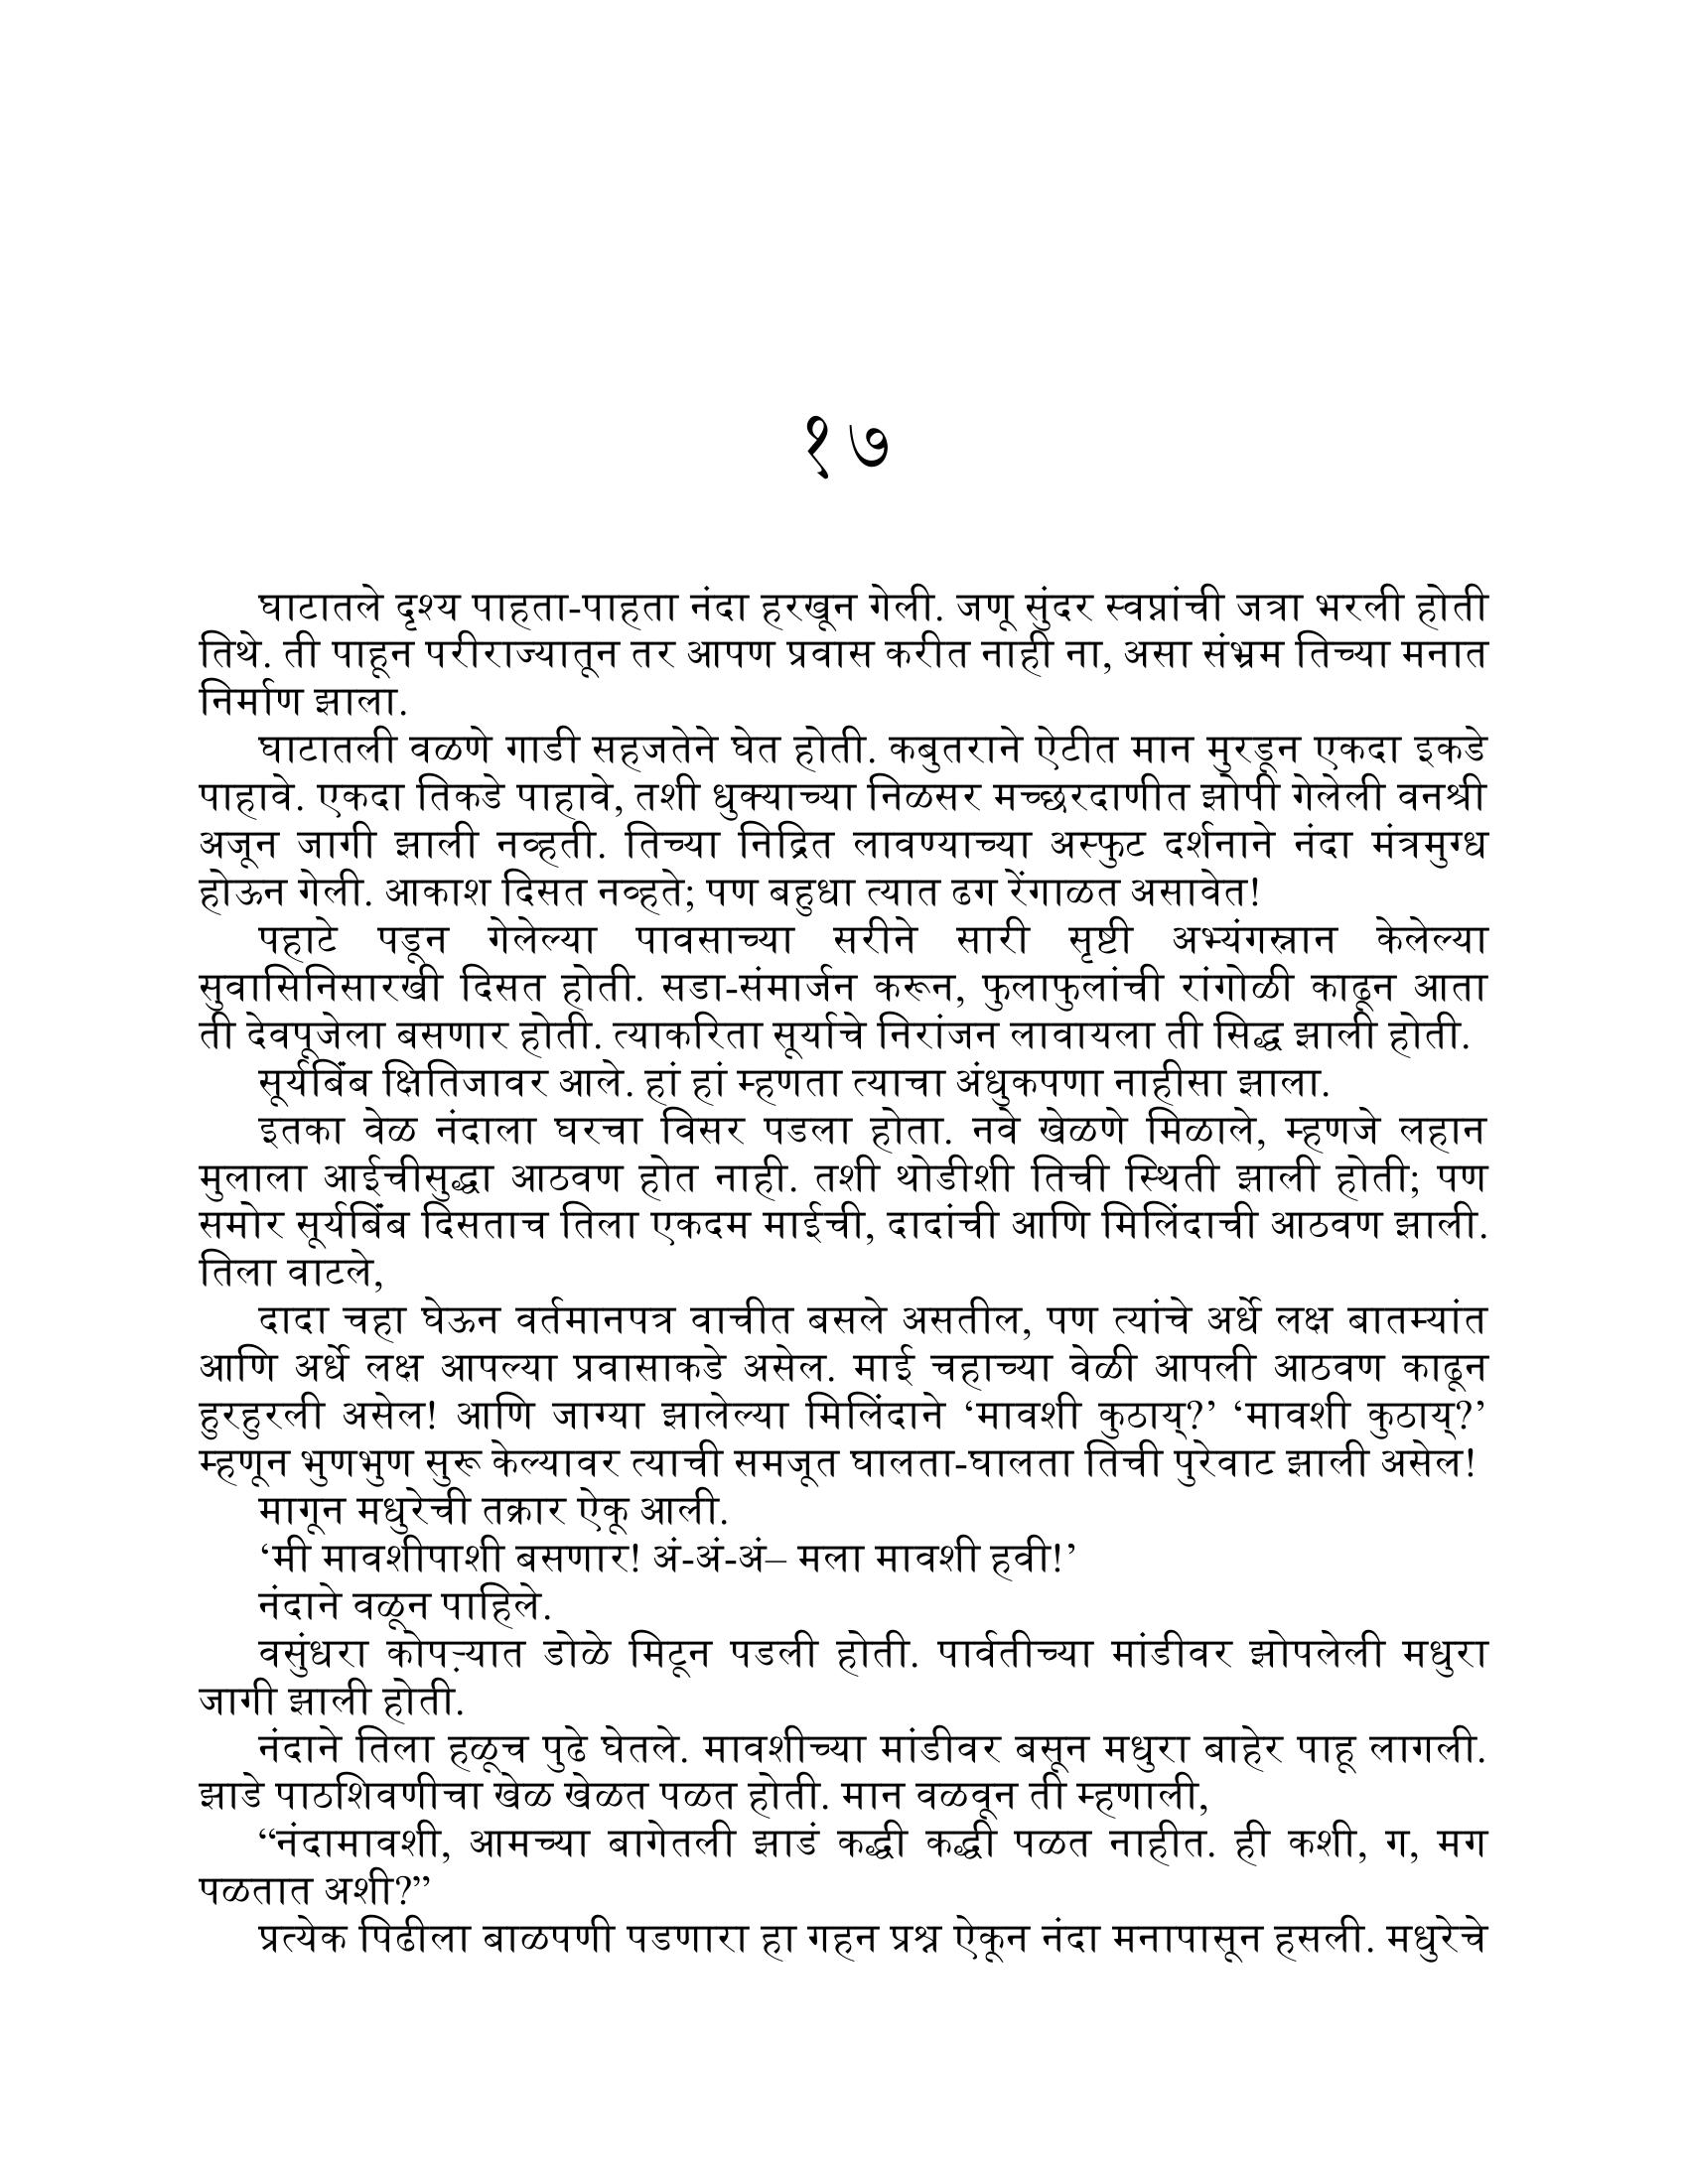 १७
घाटातले दृश्य पाहता-पाहता नंदा हरखून गेली. जणू सुंदर स्वप्नांची जत्रा भरली होती
तिथे. ती पाहून परीराज्यातून तर आपण प्रवास करीत नाही ना, असा संभ्रम तिच्या मनात
निर्माण झाला.
घाटातली वळणे गाडी सहजतेने घेत होती. कबुतराने ऐटीत मान मुरडून एकदा इकडे
पाहावे. एकदा तिकडे पाहावे, तशी धुक्याच्या निळसर मच्छरदाणीत झोपी गेलेली वनश्री
अजून जागी झाली नव्हती. तिच्या निद्रित लावण्याच्या अस्फुट दर्शनाने नंदा मंत्रमुग्ध
होऊन गेली. आकाश दिसत नव्हते; पण बहुधा त्यात ढग रेंगाळत असावेत!
पहाटे पडून गेलेल्या पावसाच्या सरीने सारी सृष्टी अभ्यंगस्नान केलेल्या
सुवासिनिसारखी दिसत होती. सडा-संमार्जन करून, फुलाफुलांची रांगोळी काढून आता
ती देवपूजेला बसणार होती. त्याकरिता सूर्याचे निरांजन लावायला ती सिद्ध झाली होती.
सूर्यबिंब क्षितिजावर आले. हां हां म्हणता त्याचा अंधुकपणा नाहीसा झाला.
इतका वेळ नंदाला घरचा विसर पडला होता. नवे खेळणे मिळाले, म्हणजे लहान
मुलाला आईचीसुद्धा आठवण होत नाही. तशी थोडीशी तिची स्थिती झाली होती; पण
समोर सूर्यबिंब दिसताच तिला एकदम माईची, दादांची आणि मिलिंदाची आठवण झाली.
तिला वाटले,
दादा चहा घेऊन वर्तमानपत्र वाचीत बसले असतील, पण त्यांचे अर्धे लक्ष बातम्यांत
आणि अर्धे लक्ष आपल्या प्रवासाकडे असेल. माई चहाच्या वेळी आपली आठवण काढून
हुरहुरली असेल! आणि जाग्या झालेल्या मिलिंदाने ‘मावशी कुठाय्?’ ‘मावशी कुठाय्?’
म्हणून भुणभुण सुरू केल्यावर त्याची समजूत घालता-घालता तिची पुरेवाट झाली असेल!
मागून मधुरेची तक्रार ऐकू आली.
‘मी मावशीपाशी बसणार! अं-अं-अं– मला मावशी हवी!’
नंदाने वळून पाहिले.
वसुंधरा कोपऱ्यात डोळे मिटून पडली होती. पार्वतीच्या मांडीवर झोपलेली मधुरा
जागी झाली होती.
नंदाने तिला हळूच पुढे घेतले. मावशीच्या मांडीवर बसून मधुरा बाहेर पाहू लागली.
झाडे पाठशिवणीचा खेळ खेळत पळत होती. मान वळवून ती म्हणाली,
“नंदामावशी, आमच्या बागेतली झाडं कद्धी कद्धी पळत नाहीत. ही कशी, ग, मग
पळतात अशी?”
प्रत्येक पिढीला बाळपणी पडणारा हा गहन प्रश्न ऐकून नंदा मनापासून हसली. मधुरेचे